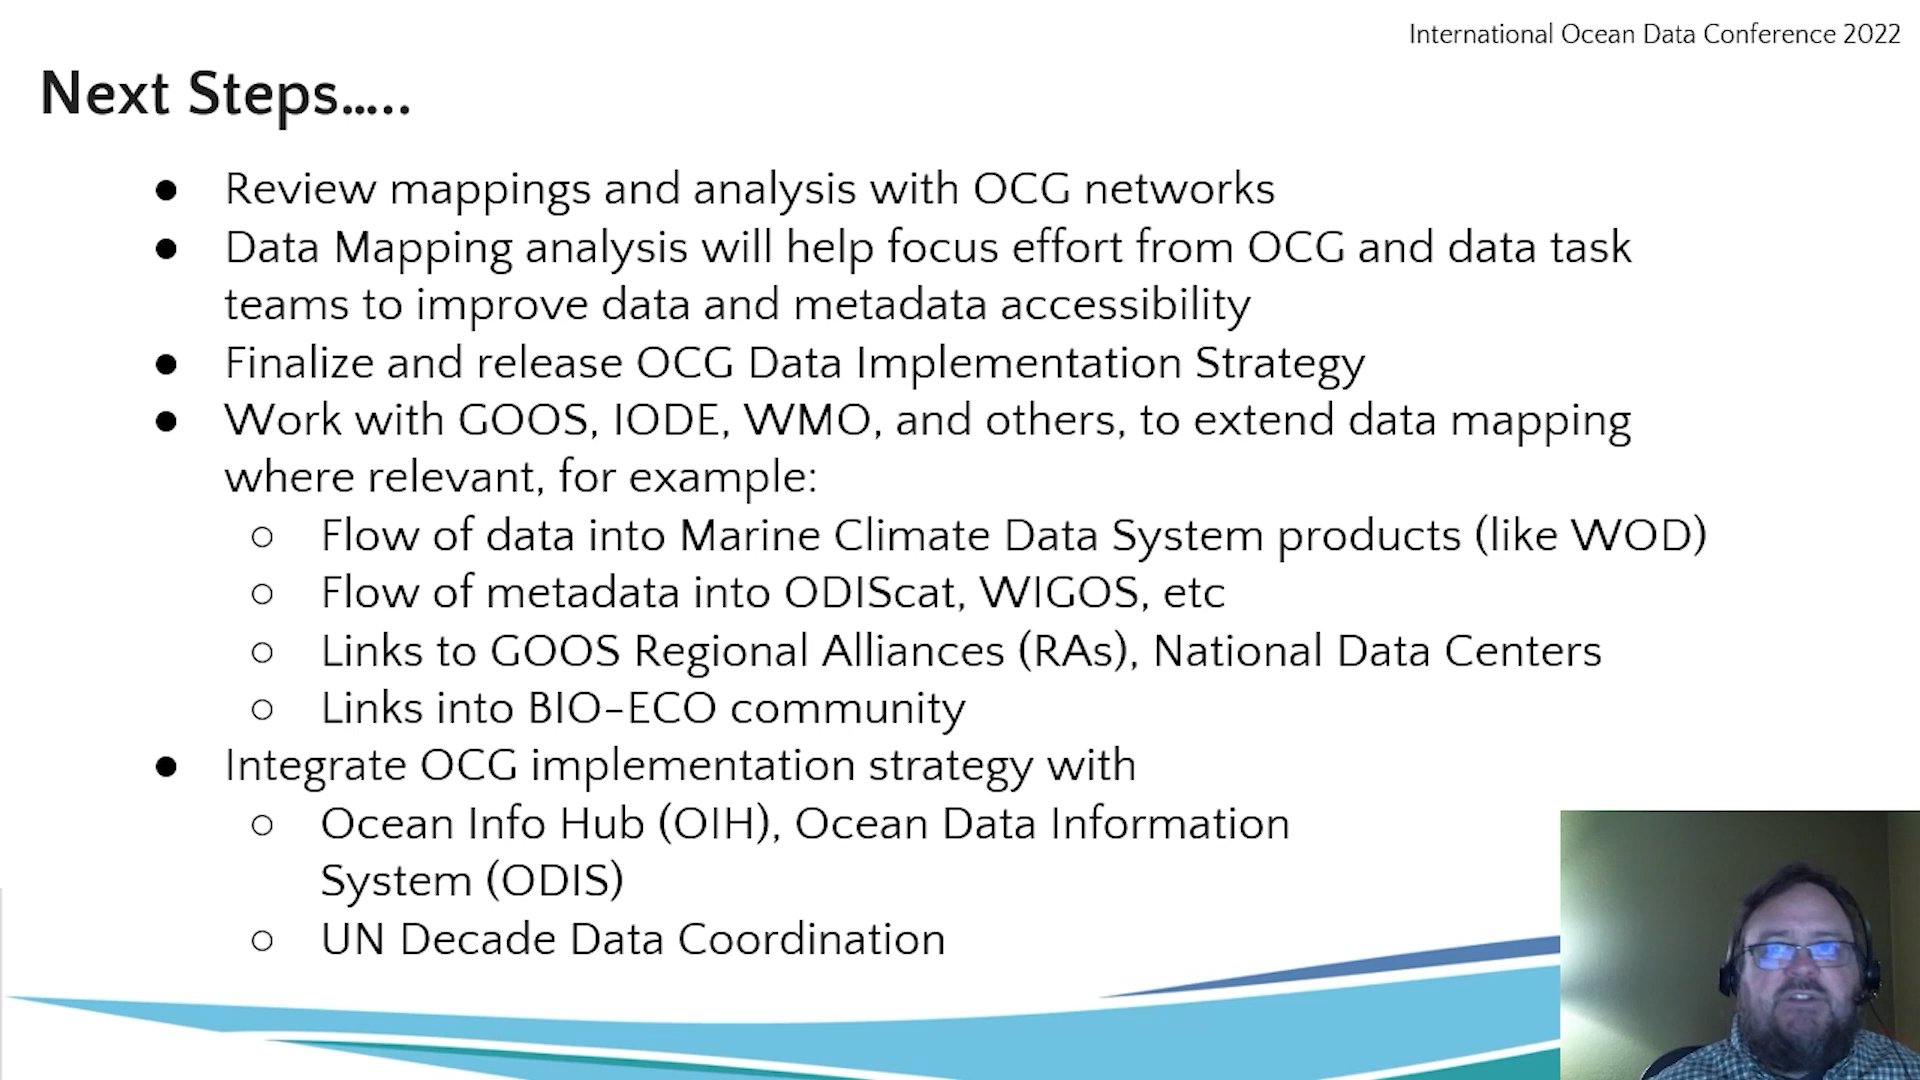 International Ocean Data Conference 2022
Next Steps.....
● Review mappings and analysis with OCG networks
● Data Mapping analysis will help focus effort from OCG and data task
teams to improve data and metadata accessibility
● Finalize and release OCG Data Implementation Strategy
● Work with GOOS, IODE, WMO, and others, to extend data mapping
where relevant, for example:
○ Flow of data into Marine Climate Data System products (like WOD)
○ Flow of metadata into ODIScat, WIGOS, etc
○ Links to GOOS Regional Alliances (RAs), National Data Centers
○ Links into BIO-ECO community
● Integrate OCG implementation strategy with
○ Ocean Info Hub (OIH), Ocean Data Information
System (ODIS)
○ UN Decade Data Coordination